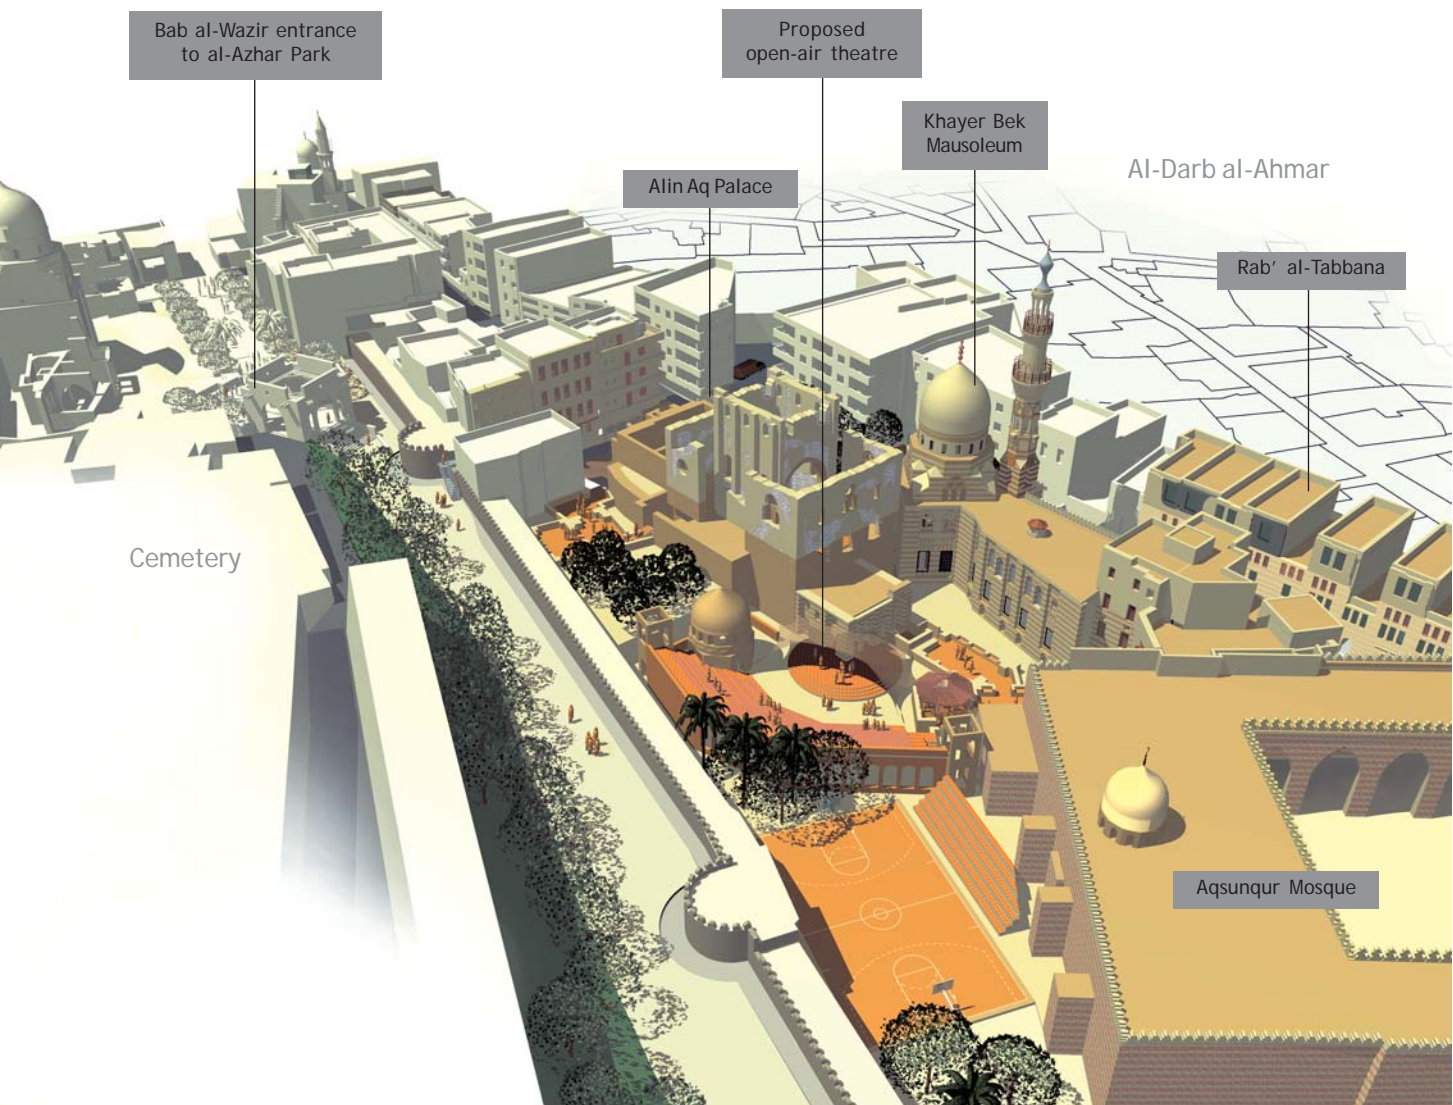 Bab al-Wazir entrance
to al-Azhar Park
Proposed
open-air theatre
Khayer Bek
Mausoleum
Al-Darb al-Ahmar
Alin Aq Palace
Rab’ al-Tabbana
Cemetery
Aqsunqur Mosque